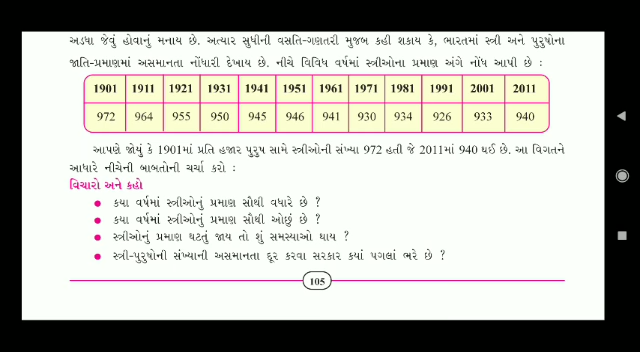 અડધા જેવું હોવાનું મનાય છે. અત્યાર સુધીની વસતિ-ગણતરી મુજબ કહી શકાય કે, ભારતમાં સ્ત્રી અને પુરુષોના
જાતિ-પ્રમાણમાં અસમાનતા નોંધારી દેખાય છે. નીચે વિવિધ વર્ષમાં સ્ત્રીઓના પ્રમાણ અંગે નોંધ આપી છે :
1901 1911 1921 1931 1941 1951 1961 1971 1981 1991 2001 2011
972 964 955 950 945 946 941 930 934 926 933 940
આપણે જોયું કે 1901માં પ્રતિ હજાર પુરુષ સામે સ્ત્રીઓની સંખ્યા 972 હતી જે 2011માં 940 થઈ છે. આ વિગતને
આધારે નીચેની બાબતોની ચર્ચા કરો :
વિચારો અને કહો
● કયા વર્ષમાં સ્ત્રીઓનું પ્રમાણ સૌથી વધારે છે ?
● કયા વર્ષમાં સ્ત્રીઓનું પ્રમાણ સૌથી ઓછું છે ?
● સ્ત્રીઓનું પ્રમાણ ઘટતું જાય તો શું સમસ્યાઓ થાય ?
● સ્ત્રી-પુરુષોની સંખ્યાની અસમાનતા દૂર કરવા સરકાર કયાં પગલાં ભરે છે ?
105